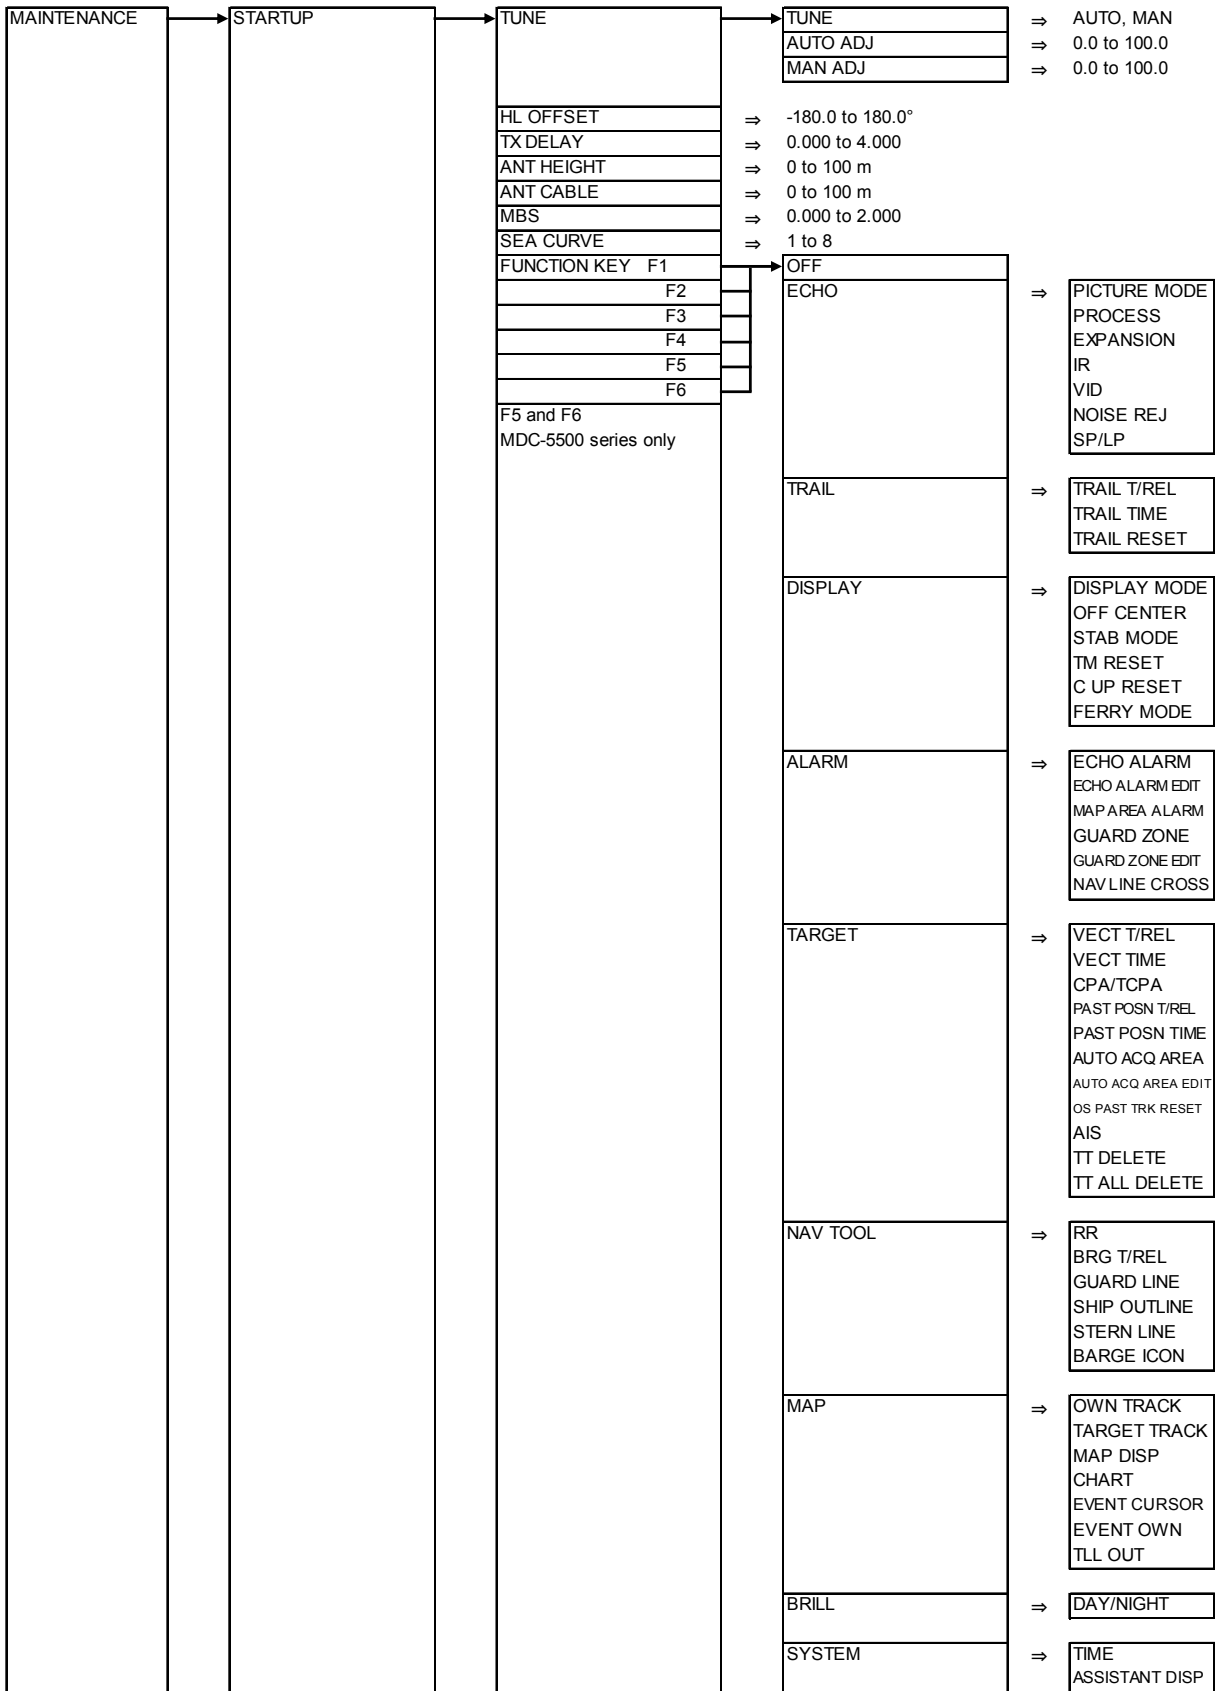 MAINTENANCE STARTUP TUNE TUNE ⇒ AUTO, MAN
AUTO ADJ ⇒ 0.0 to 100.0
MAN ADJ ⇒ 0.0 to 100.0
HL OFFSET ⇒ -180.0 to 180.0°
TX DELAY ⇒ 0.000 to 4.000
ANT HEIGHT ⇒ 0 to 100 m
ANT CABLE ⇒ 0 to 100 m
MBS ⇒ 0.000 to 2.000
SEA CURVE ⇒ 1 to 8
FUNCTION KEY F1 OFF
F2 ECHO ⇒ PICTURE MODE
F3 PROCESS
F4 EXPANSION
F5 IR
F6 VID
F5 and F6 NOISE REJ
MDC-5500 series only SP/LP
TRAIL ⇒ TRAIL T/REL
TRAIL TIME
TRAIL RESET
DISPLAY ⇒ DISPLAY MODE
OFF CENTER
STAB MODE
TM RESET
C UP RESET
FERRY MODE
ALARM ⇒ ECHO ALARM
ECHO ALARM EDIT
MAP AREA ALARM
GUARD ZONE
GUARD ZONE EDIT
NAV LINE CROSS
TARGET ⇒ VECT T/REL
VECT TIME
CPA/TCPA
PAST POSN T/REL
PAST POSN TIME
AUTO ACQ AREA
AUTO ACQ AREA EDIT
OS PAST TRK RESET
AIS
TT DELETE
TT ALL DELETE
NAV TOOL ⇒ RR
BRG T/REL
GUARD LINE
SHIP OUTLINE
STERN LINE
BARGE ICON
MAP ⇒ OWN TRACK
TARGET TRACK
MAP DISP
CHART
EVENT CURSOR
EVENT OWN
TLL OUT
BRILL ⇒ DAY/NIGHT
SYSTEM ⇒ TIME
ASSISTANT DISP